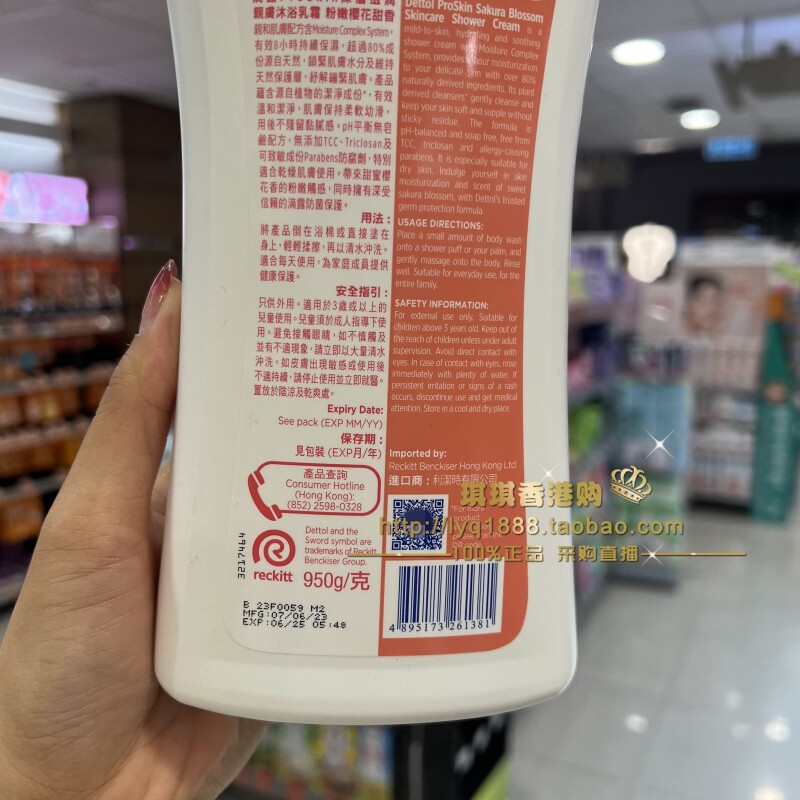 親膚沐浴乳霜 粉嫩櫻花甜香
親和肌膚配方含Moisture Complex System,
有效8小時持續保濕，超過80%成
份源自天然，鎖緊肌膚水分及維持
天然保護層，紓解繃緊肌膚。產品
蘊含源自植物的潔淨成份*，有效
溫和潔淨，肌膚保持柔軟幼滑，
用後不殘留黏膩感。pH平衡無皂
鹼配方，無添加TCC、Triclosan及
可致敏成份Parabens防腐劑，特別
適合乾燥肌膚使用。帶來甜蜜櫻
花香的粉嫩觸感，同時擁有深受
信賴的滴露防菌保護。
用法：
將產品倒在浴棉或直接塗在
身上，輕輕揉擦，再以清水沖洗。
適合每天使用，為家庭成員提供
健康保護。
安全指引：
只供外用。適用於3歲或以上的
兒童使用。兒童須於成人指導下使
用。避免接觸眼睛，如不慎觸及
並有不適現象，請立即以大量清水
沖洗。如皮膚出現敏感或使用後
不適持續，請停止使用並立即就醫。
置放於陰涼及乾爽處。
Expiry Date:
See pack (EXP MM/YY)
保存期：
見包裝 (EXP月/年)
產品查詢
Consumer Hotline
(Hong Kong):
(852) 2598-0328
Dettol and the
Sword symbol are
trademarks of Reckitt
Benckiser Group.
reckitt
950g/克
3217464
B 23F0059 M2
MFG:07/06/23
EXP:06/25 05:48
Dettol ProSkin Sakura Blossom
Skincare Shower Cream is a
mild-to-skin, hydrating and soothing
shower cream with Moisture Complex
System, provides 8 hour moisturization
to your delicate skin with over 80%
naturally derived ingredients. Its plant
derived cleansers* gently cleanse and
keep your skin soft and supple without
sticky residue. The formula is
pH-balanced and soap free, free from
TCC, triclosan and allergy-causing
parabens. It is especially suitable for
dry skin. Indulge yourself in skin
moisturization and scent of sweet
sakura blossom, with Dettol's trusted
germ protection formula.
USAGE DIRECTIONS:
Place a small amount of body wash
onto a shower puff or your palm, and
gently massage onto the body. Rinse
well. Suitable for everyday use, for the
entire family.
SAFETY INFORMATION:
For external use only. Suitable for
children above 3 years old. Keep out of
the reach of children unless under adult
supervision. Avoid direct contact with
eyes. In case of contact with eyes, rinse
immediately with plenty of water. If
persistent irritation or signs of a rash
occurs, discontinue use and get medical
attention. Store in a cool and dry place.
Imported by:
Reckitt Benckiser Hong Kong Ltd.
進口商：利潔時有限公司
*For more
product
QR code
4 895173 261381
琪琪香港购
http://lyq1888.taobao.com
100%正品 采购直播